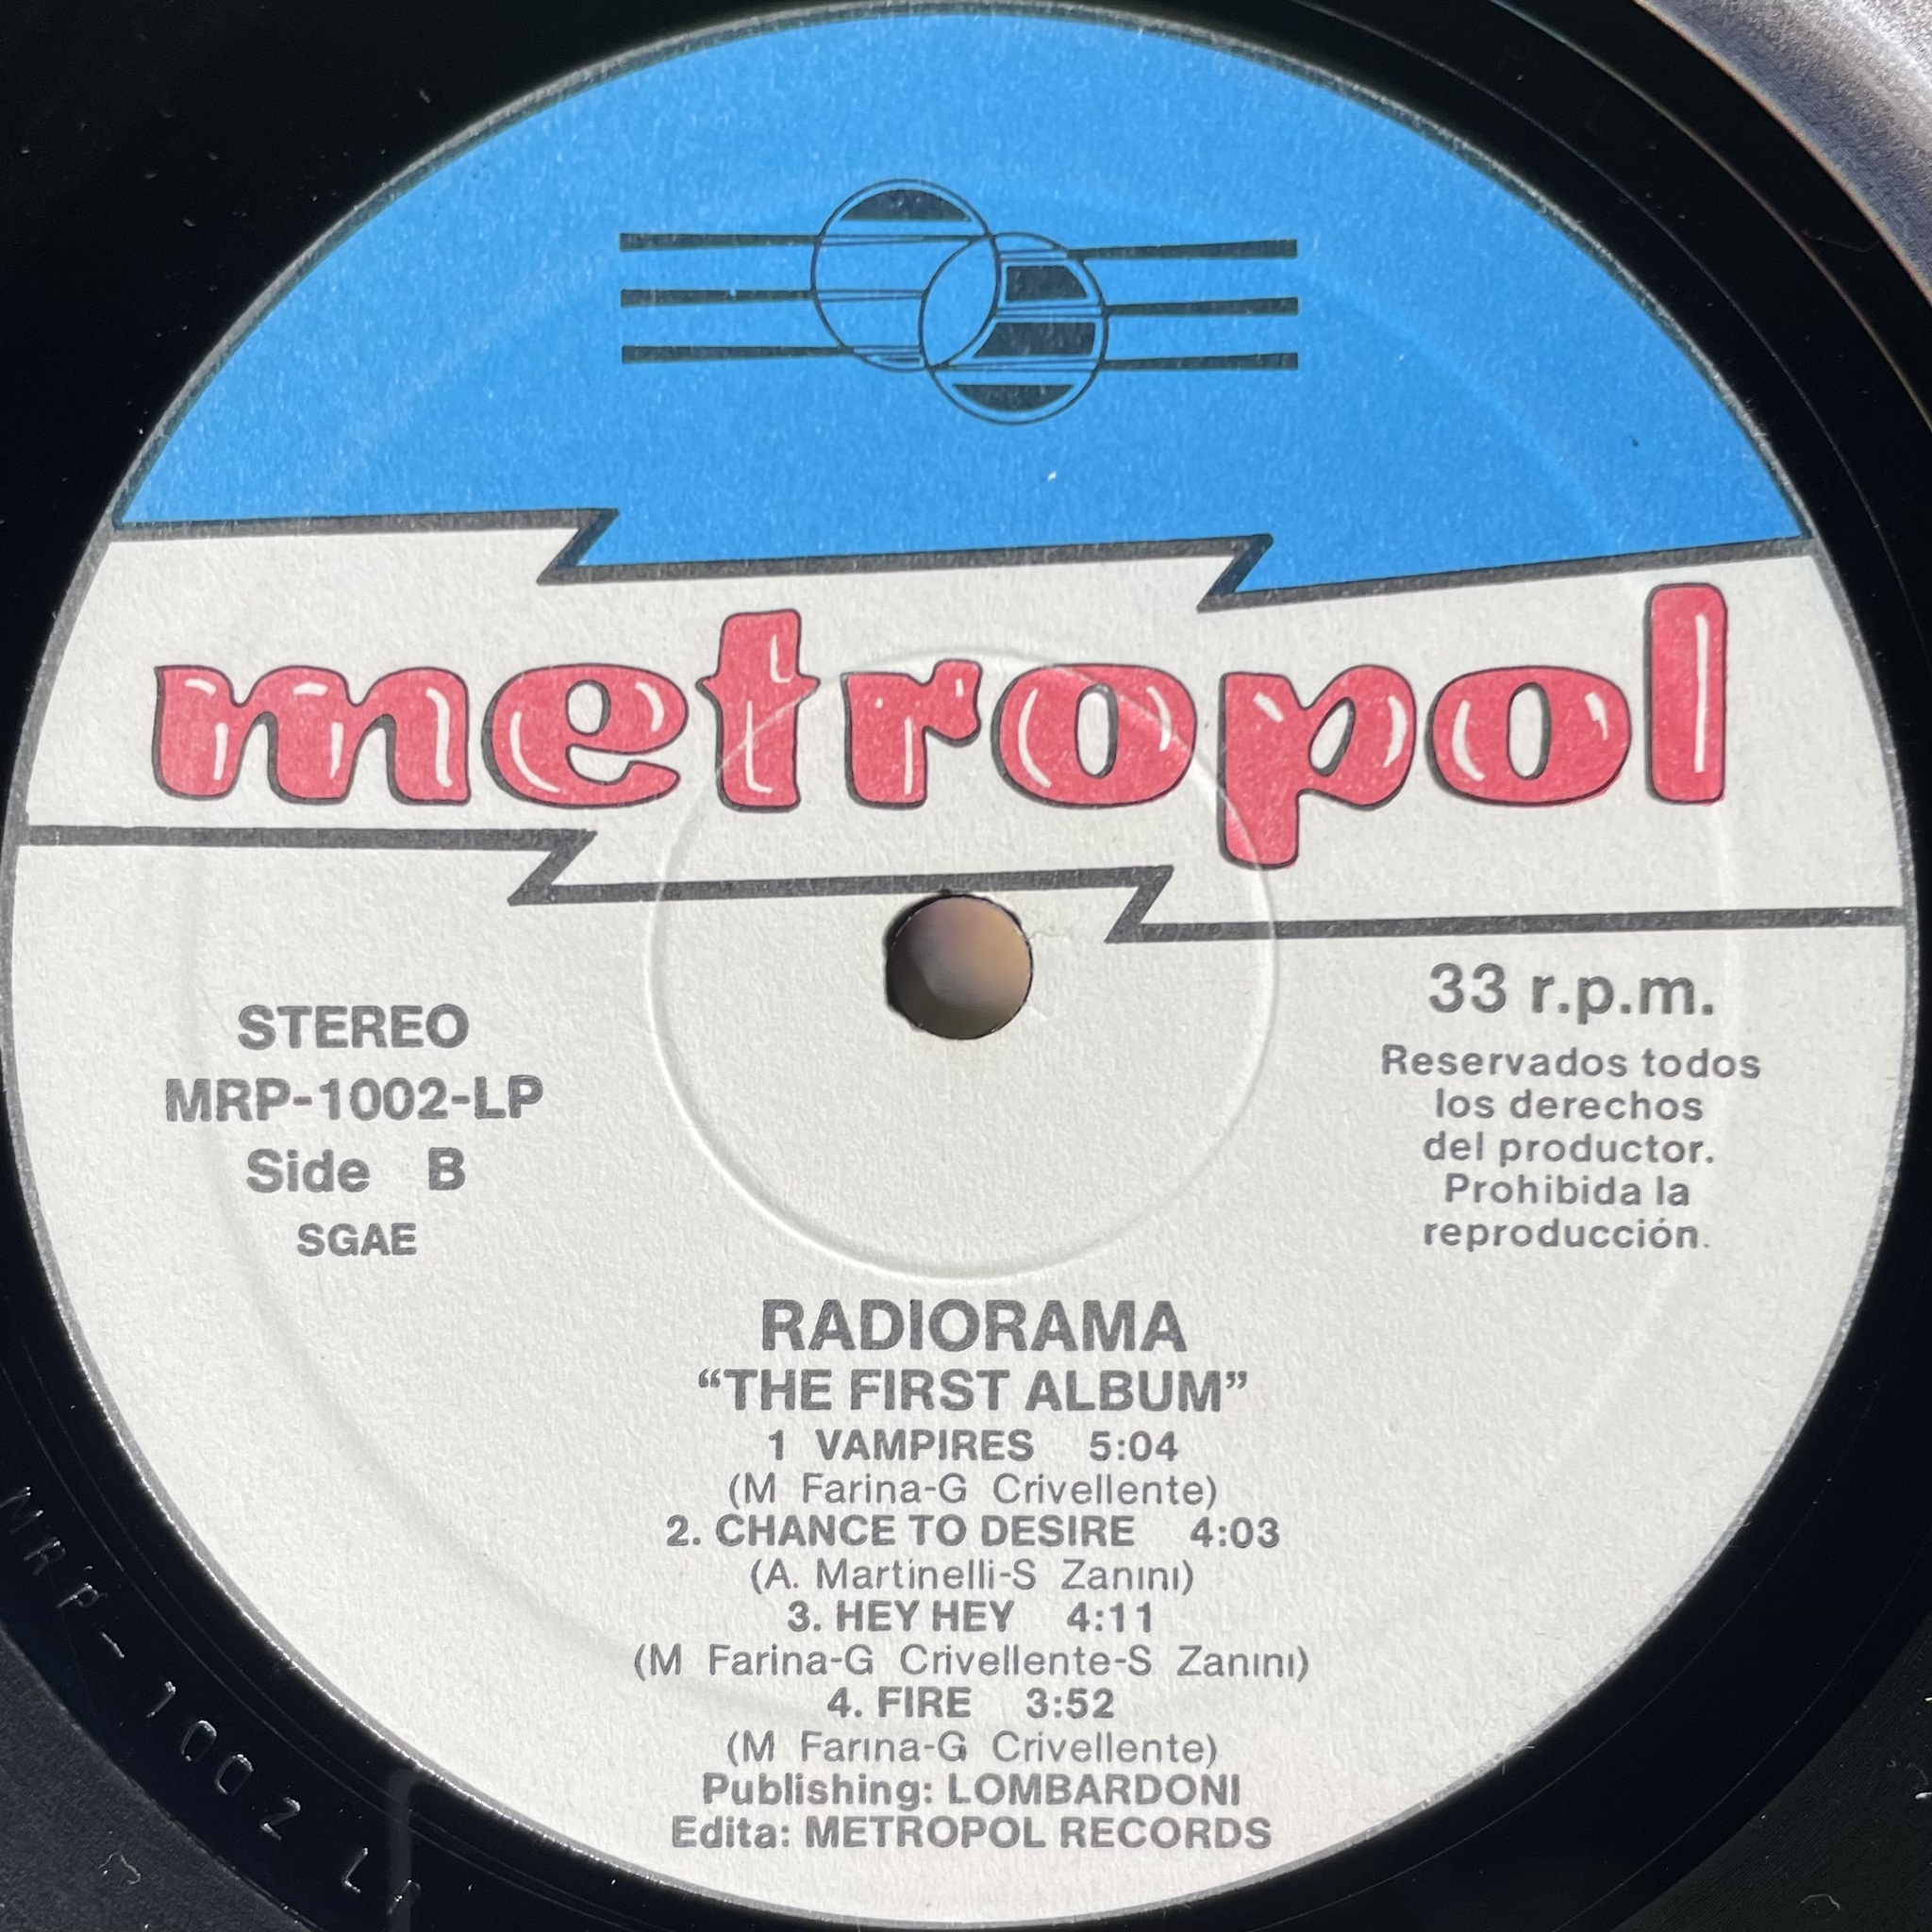 metropol
STEREO
MRP-1002-LP
Side B
SGAE
33 r.p.m.
Reservados todos
los derechos
del productor.
Prohibida la
reproducción.
RADIORAMA
“THE FIRST ALBUM”
1 VAMPIRES 5:04
(M Farina-G Crivellente)
2. CHANCE TO DESIRE 4:03
(A. Martinelli-S Zanini)
3. HEY HEY 4:11
(M Farina-G Crivellente-S Zanini)
4. FIRE 3:52
(M Farina-G Crivellente)
Publishing: LOMBARDONI
Edita: METROPOL RECORDS
MRP-1002